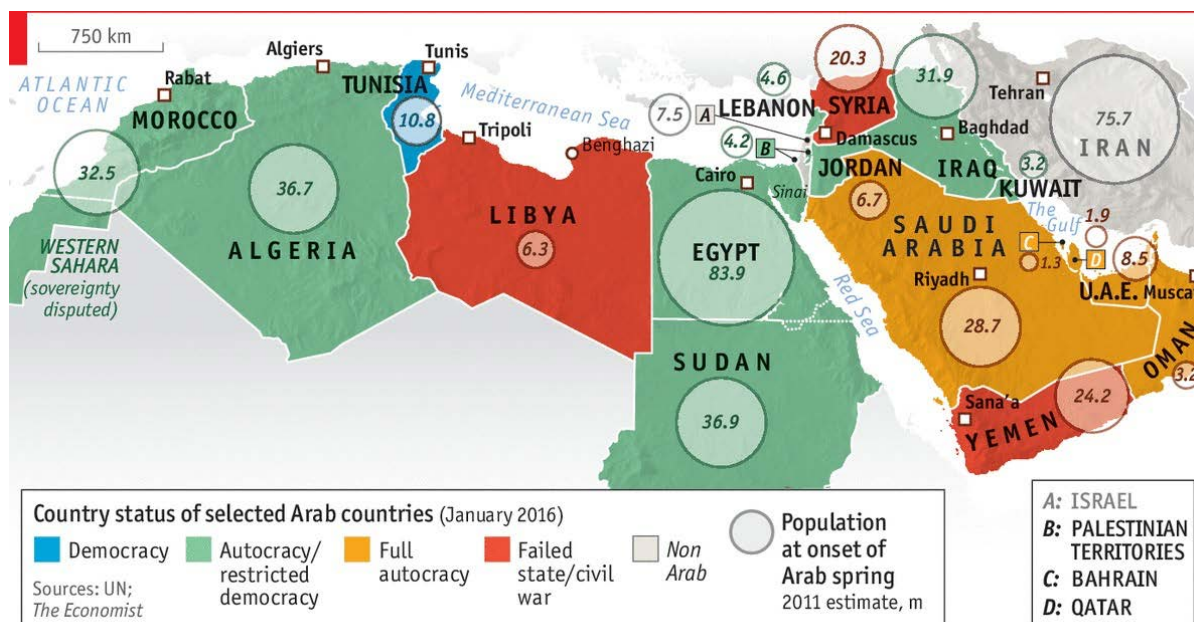 750 km
ATLANTIC
OCEAN
Rabat
MOROCCO
32.5
WESTERN
SAHARA
(sovereignty
disputed)
Algiers
36.7
ALGERIA
Tunis
TUNISIA
10.8
Mediterranean Sea
Tripoli
Benghazi
LIBYA
6.3
7.5
A
4.2
B
4.6
LEBANON
20.3
SYRIA
Damascus
31.9
Baghdad
IRAQ
Tehran
75.7
IRAN
3.2
KUWAIT
Cairo
Sinai
JORDAN
6.7
EGYPT
83.9
Red Sea
SUDAN
36.9
SAUDI
ARABIA
Riyadh
28.7
The
Gulf
1.9
C
1.3
D
8.5
U.A.E.
Musca
OMAN
3.2
Sana'a
YEMEN
24.2
Country status of selected Arab countries (January 2016)
Democracy
Autocracy/
restricted
democracy
Full
autocracy
Failed
state/civil
war
Non
Arab
Population
at onset of
Arab spring
2011 estimate, m
Sources: UN;
The Economist
A: ISRAEL
B: PALESTINIAN
TERRITORIES
C: BAHRAIN
D: QATAR